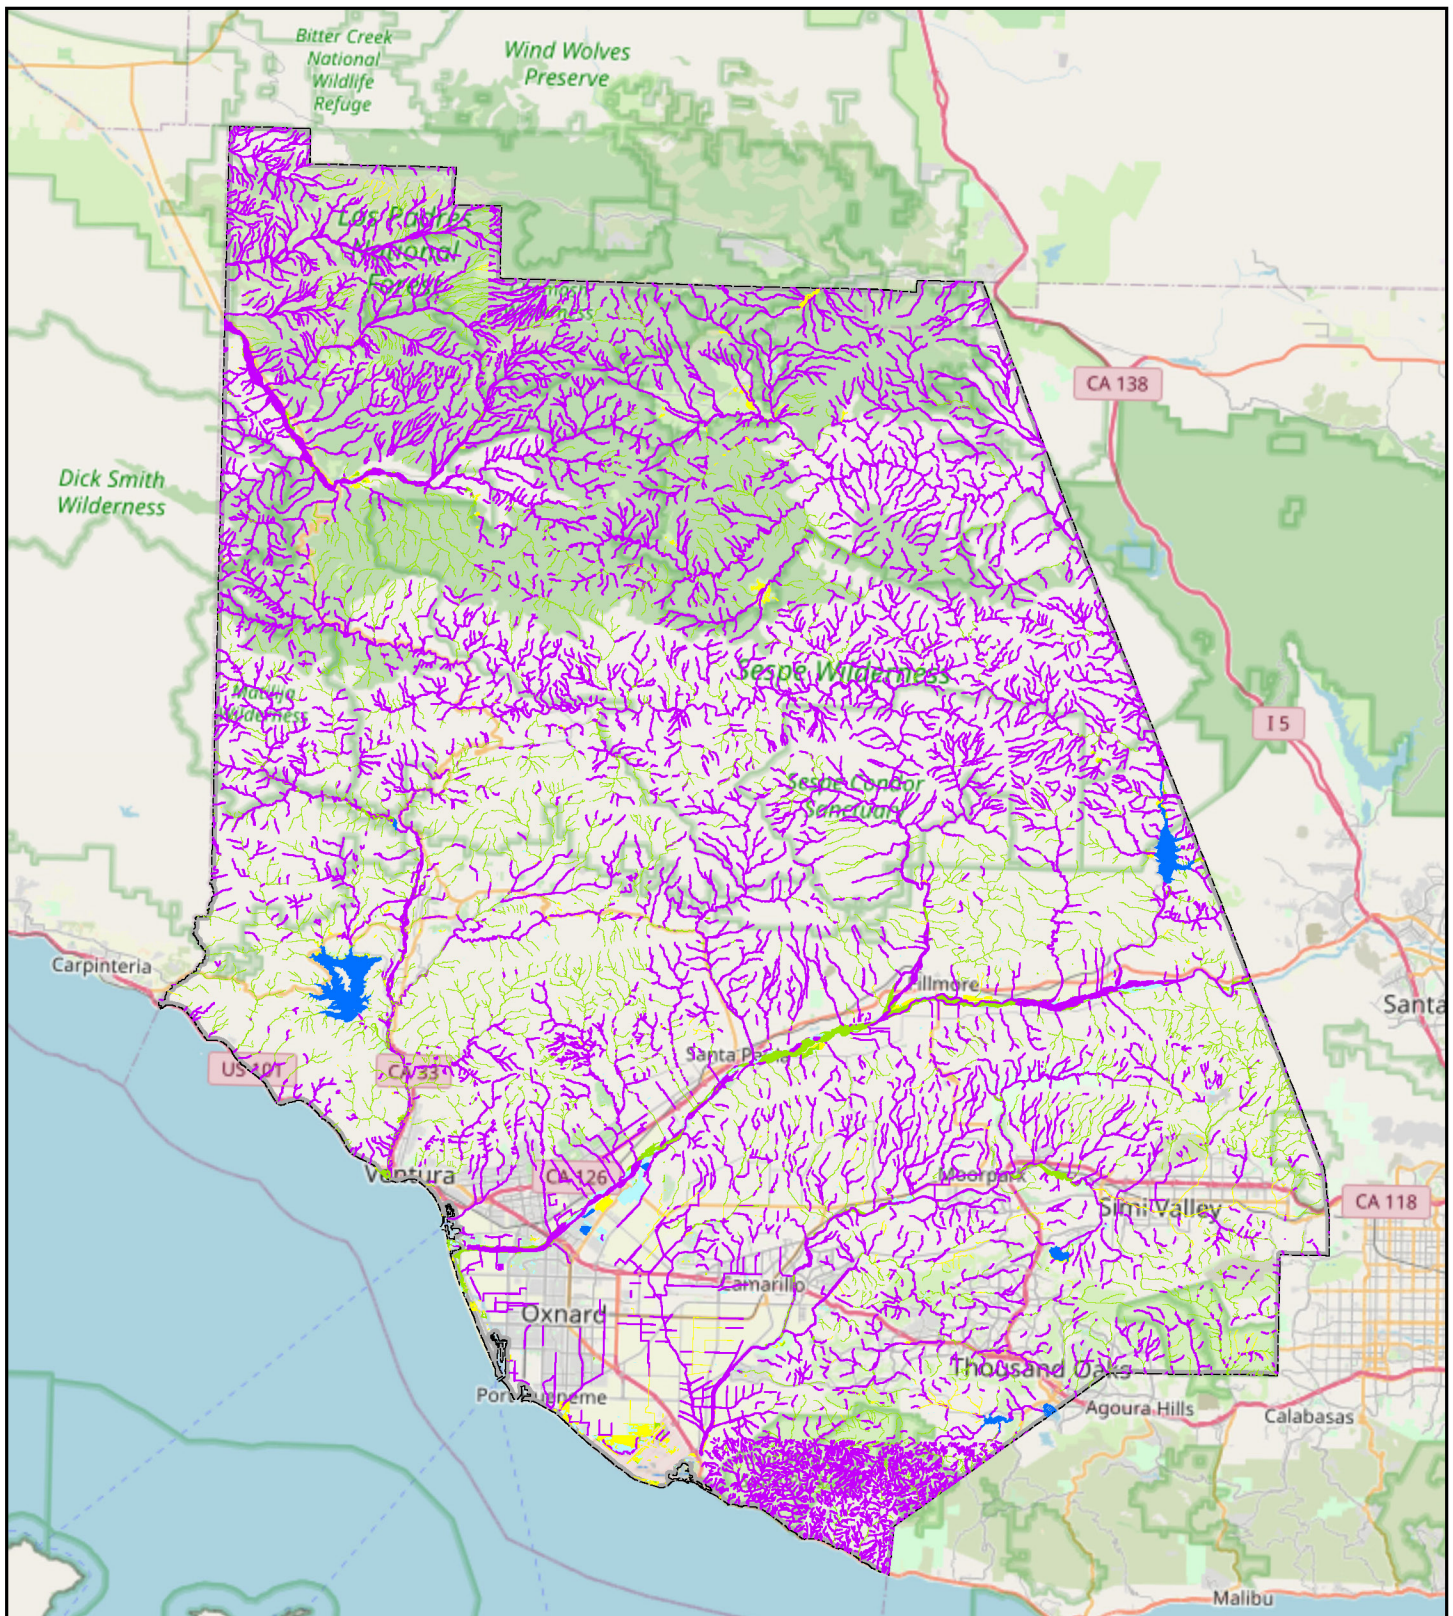 Bitter Creek
National
Wildlife
Refuge
Wind Wolves
Preserve
Los Padres
National
Forest
CA 138
Dick Smith
Wilderness
Sespe Wilderness
Matilija
Wilderness
I 5
Sespe Condor
Sanctuary
Carpinteria
Fillmore
Santa
Santa Paula
US 101
CA 33
Ventura
CA 126
Moorpark
Simi Valley
CA 118
Camarillo
Oxnard
Thousand Oaks
Port Hueneme
Agoura Hills
Calabasas
Malibu